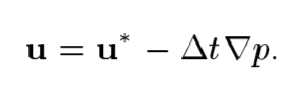 u = u* − Δt∇p.